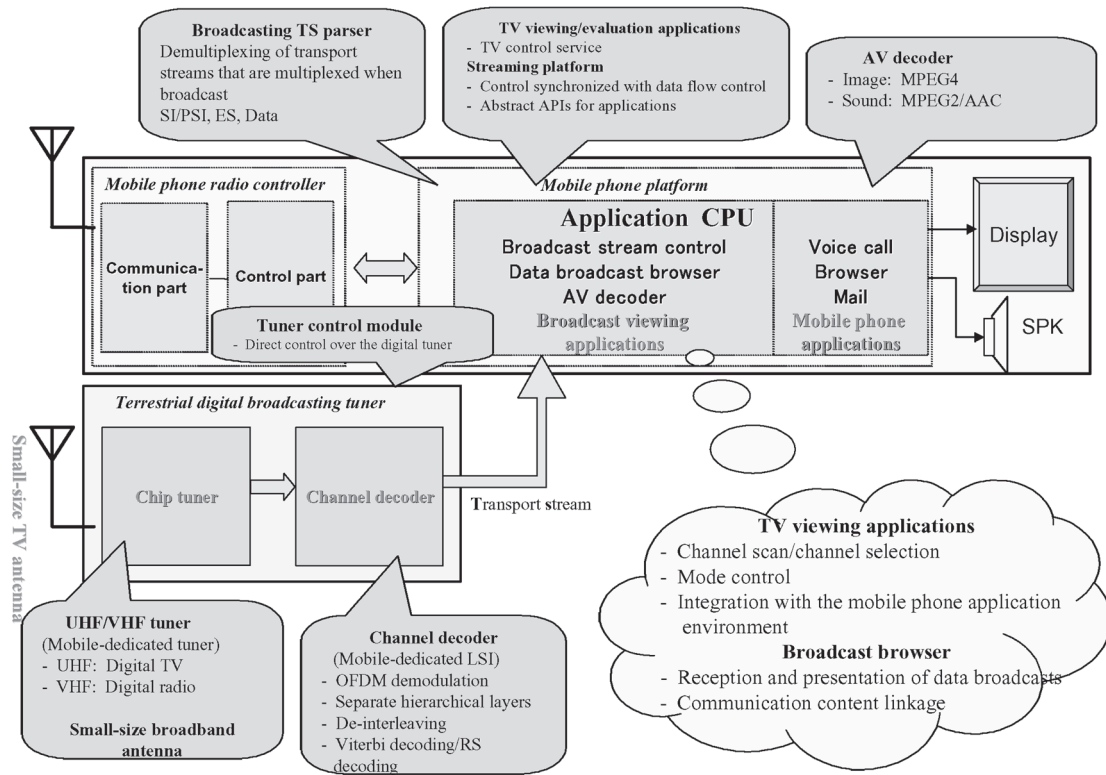 Broadcasting TS parser
Demultiplexing of transport
streams that are multiplexed when
broadcast
SI/PSI, ES, Data
TV viewing/evaluation applications
- TV control service
Streaming platform
- Control synchronized with data flow control
- Abstract APIs for applications
AV decoder
- Image: MPEG4
- Sound: MPEG2/AAC
Mobile phone radio controller
Communica-
tion part
Control part
Mobile phone platform
Application CPU
Broadcast stream control
Data broadcast browser
AV decoder
Broadcast viewing
applications
Voice call
Browser
Mail
Mobile phone
applications
Display
SPK
Tuner control module
- Direct control over the digital tuner
Terrestrial digital broadcasting tuner
Small-size TV antenna
Chip tuner
Channel decoder
Transport stream
UHF/VHF tuner
(Mobile-dedicated tuner)
- UHF: Digital TV
- VHF: Digital radio
Small-size broadband
antenna
Channel decoder
(Mobile-dedicated LSI)
- OFDM demodulation
- Separate hierarchical layers
- De-interleaving
- Viterbi decoding/RS
decoding
TV viewing applications
- Channel scan/channel selection
- Mode control
- Integration with the mobile phone application
environment
Broadcast browser
- Reception and presentation of data broadcasts
- Communication content linkage